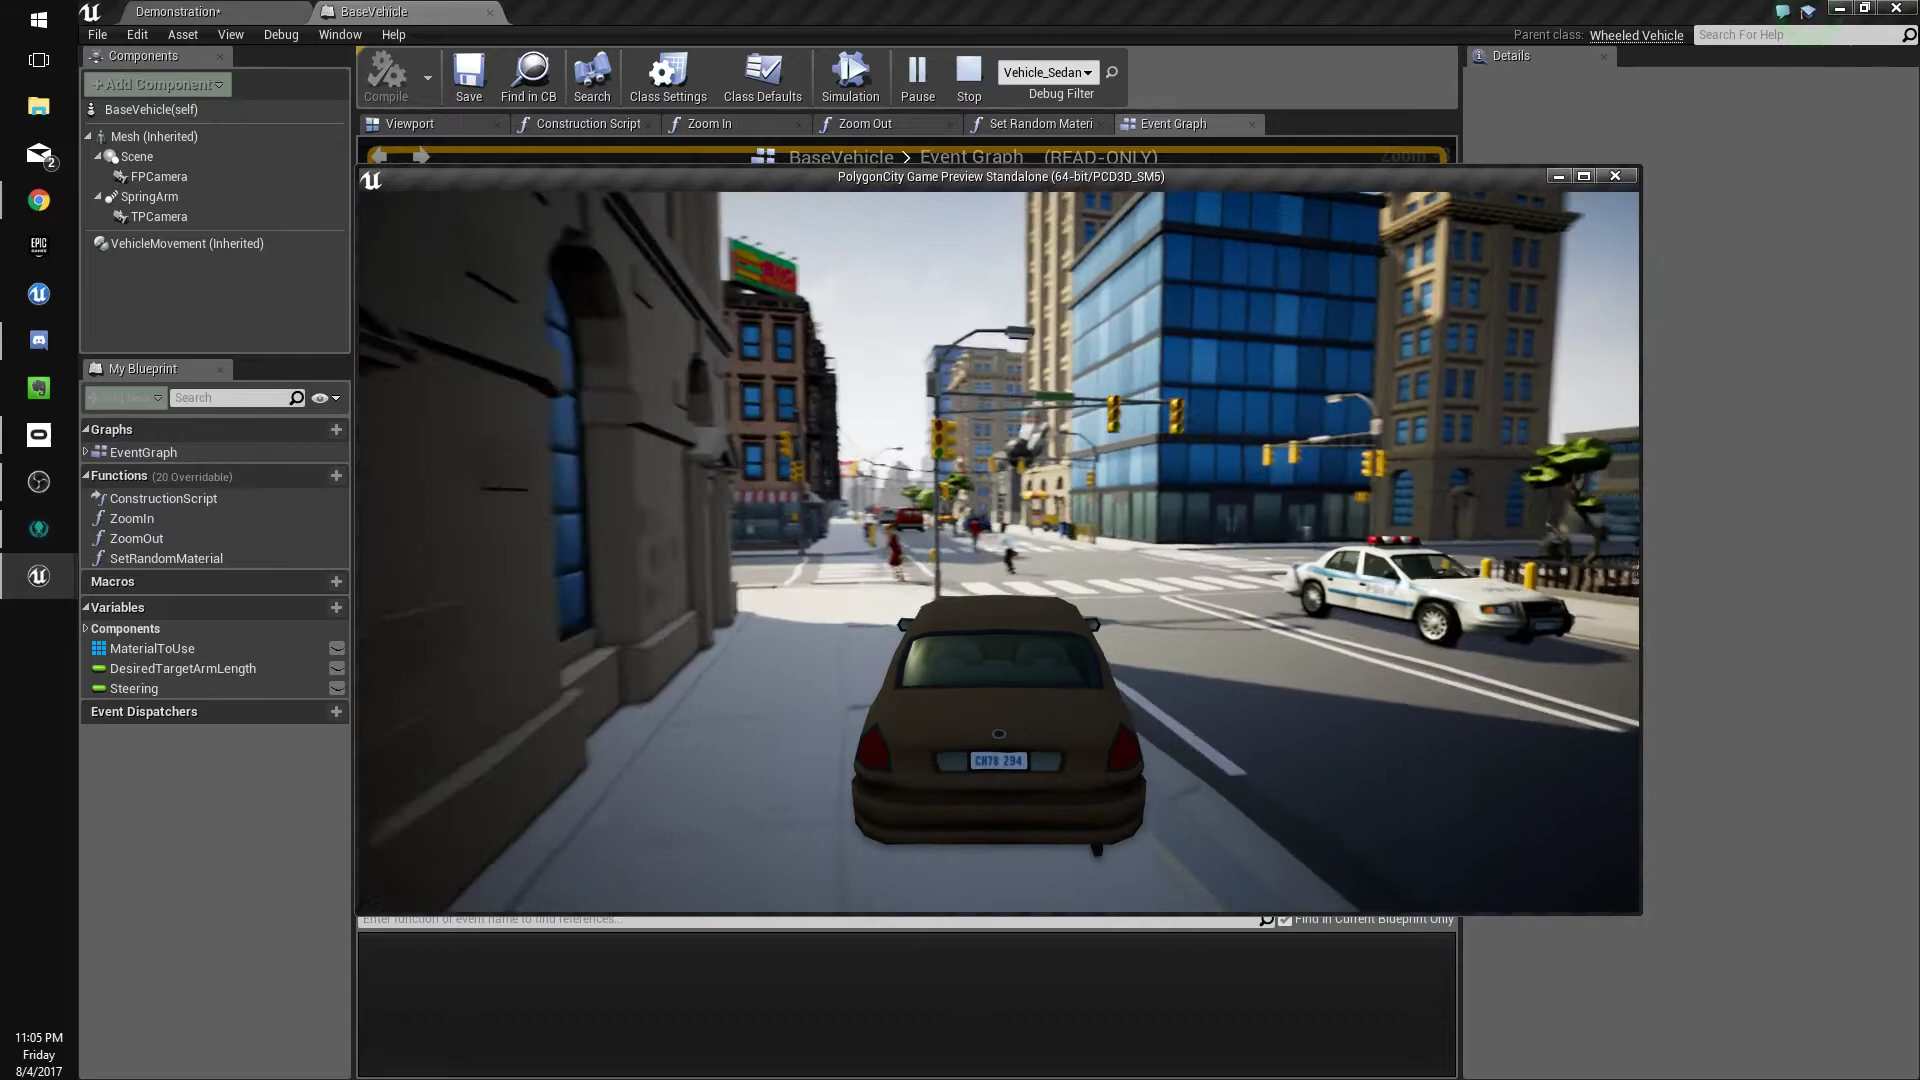 Demonstration*
BaseVehicle
File Edit Asset View Debug Window Help
Parent class: Wheeled Vehicle
Search For Help
Components
+Add Component
BaseVehicle(self)
Mesh (Inherited)
Scene
FPCamera
SpringArm
TPCamera
VehicleMovement (Inherited)
My Blueprint
Search
Graphs
EventGraph
Functions (20 Overridable)
ConstructionScript
ZoomIn
ZoomOut
SetRandomMaterial
Macros
Variables
Components
MaterialToUse
DesiredTargetArmLength
Steering
Event Dispatchers
Compile Save Find in CB Search Class Settings Class Defaults Simulation Pause Stop
Vehicle_Sedan
Debug Filter
Viewport Construction Script Zoom In Zoom Out Set Random Materi Event Graph
BaseVehicle > Event Graph (READ-ONLY)
PolygonCity Game Preview Standalone (64-bit/PCD3D_SM5)
CH78 294
Enter function or event name to find references...
Find in Current Blueprint Only
Details
EPIC GAMES
2
11:05 PM
Friday
8/4/2017